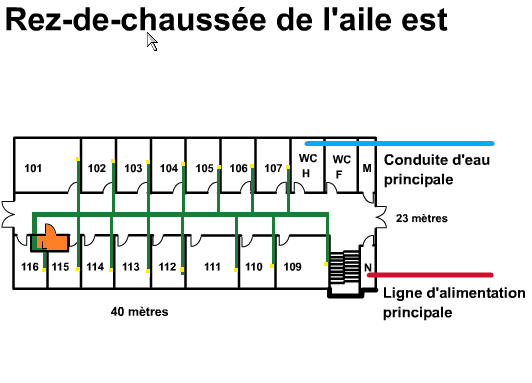 Rez-de-chaussée de l'aile est
101
102
103
104
105
106
107
WC
H
WC
F
M
Conduite d'eau
principale
23 mètres
L
116
115
114
113
112
111
110
109
N
Ligne d'alimentation
principale
40 mètres